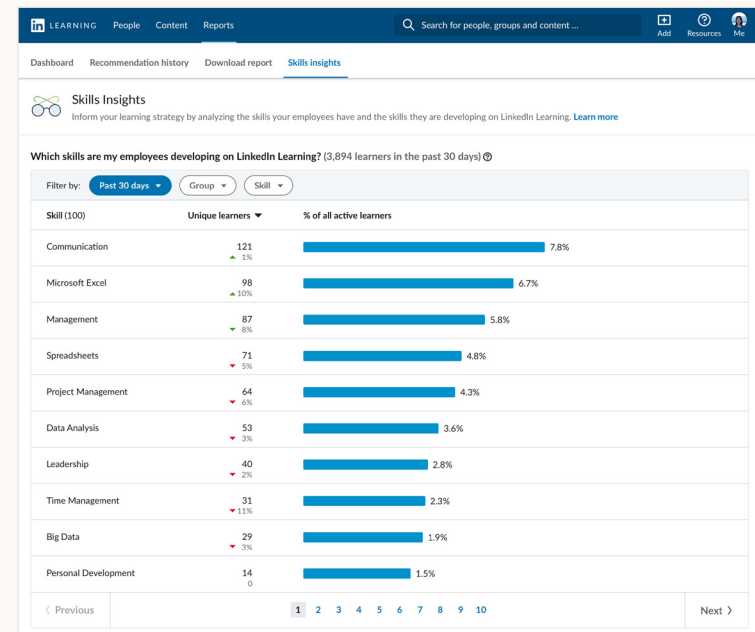 in LEARNING People Content Reports Search for people, groups and content ... Add Resources Me
Dashboard Recommendation history Download report Skills insights
Skills Insights
Inform your learning strategy by analyzing the skills your employees have and the skills they are developing on LinkedIn Learning. Learn more
Which skills are my employees developing on LinkedIn Learning? (3,894 learners in the past 30 days)
Filter by: Past 30 days Group Skill
Skill (100) Unique learners % of all active learners
Communication 121 7.8%
1%
Microsoft Excel 98 6.7%
10%
Management 87 5.8%
8%
Spreadsheets 71 4.8%
5%
Project Management 64 4.3%
6%
Data Analysis 53 3.6%
3%
Leadership 40 2.8%
2%
Time Management 31 2.3%
11%
Big Data 29 1.9%
3%
Personal Development 14 1.5%
0
Previous 1 2 3 4 5 6 7 8 9 10 Next